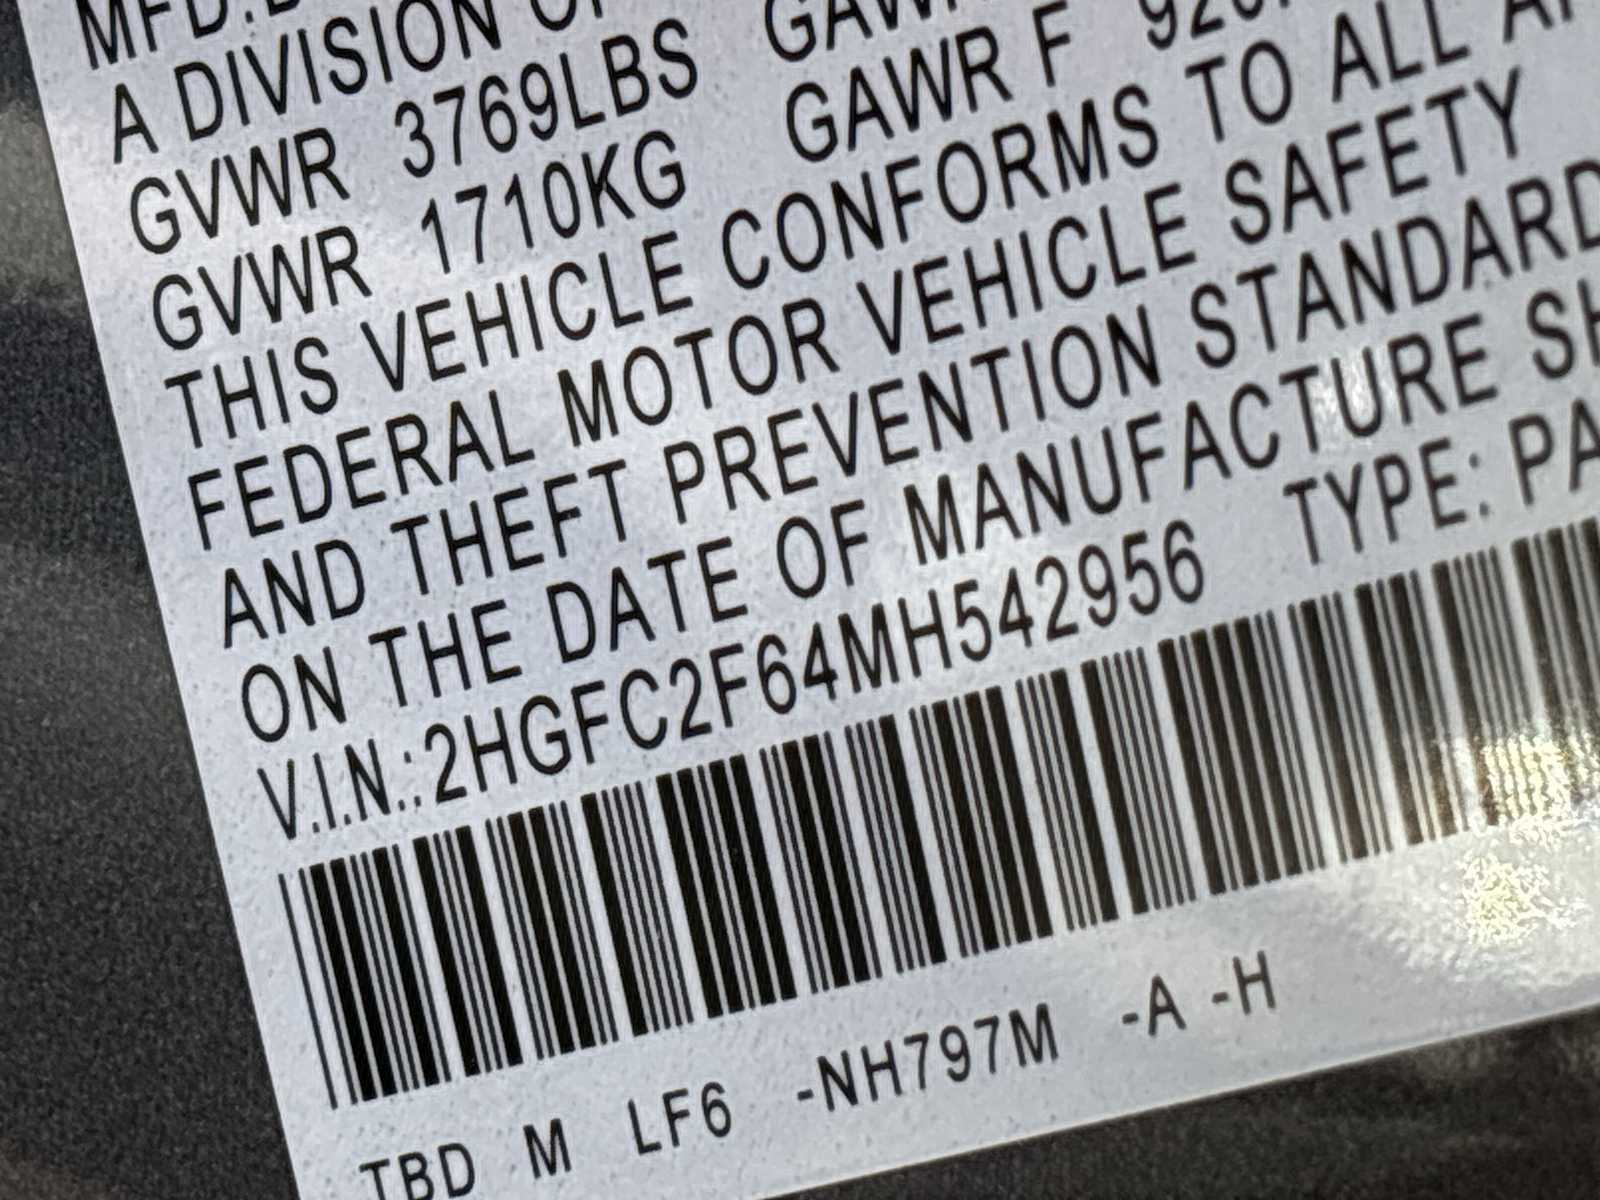 MFD.
A DIVISION OF
GVWR 3769LBS
GVWR 1710KG GAWR F
THIS VEHICLE CONFORMS TO ALL
FEDERAL MOTOR VEHICLE SAFETY
AND THEFT PREVENTION STANDARD
ON THE DATE OF MANUFACTURE
V.I.N.:2HGFC2F64MH542956 TYPE:
TBD M LF6 -NH797M -A -H